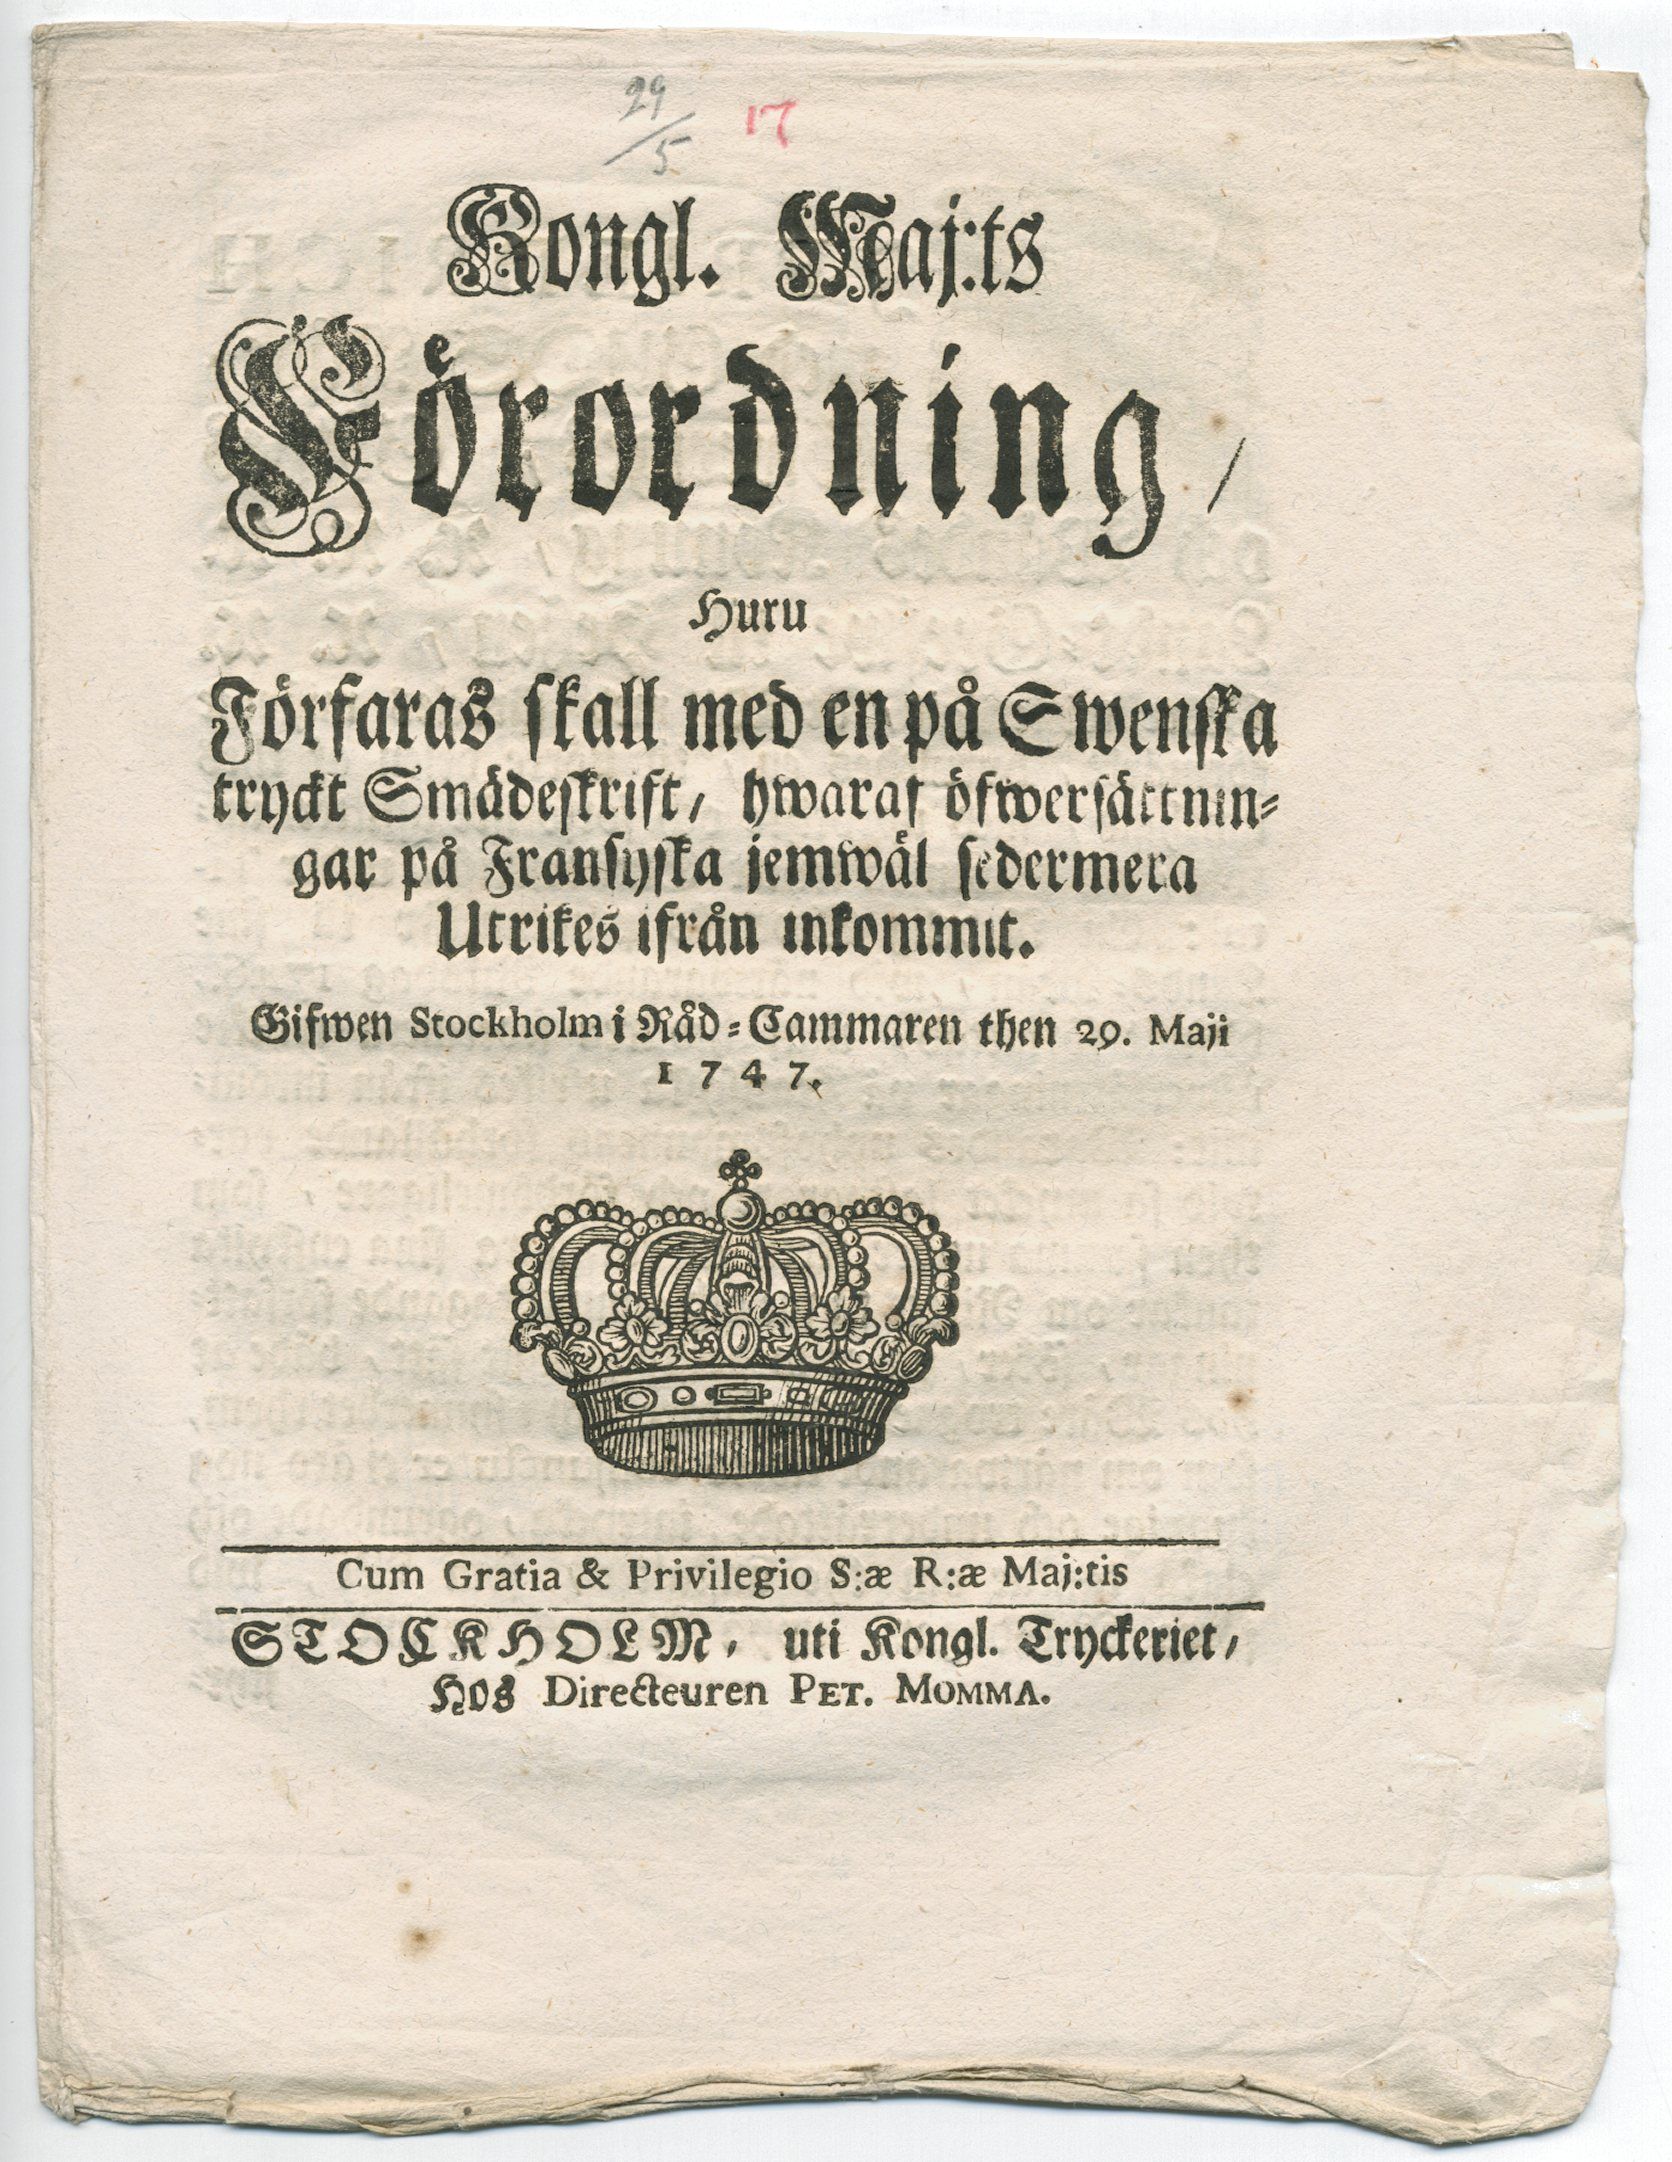 29/5 17
Kongl. Maj:ts
Förordning,
Huru
Förfaras skall med en på Swenska
tryckt Smädeskrift, hwaraf öfwersättnin-
gar på Fransyska jemwäl sedermera
Utrikes ifrån inkommit.
Gifwen Stockholm i Råd-Cammaren then 29. Maji
1747.
Cum Gratia & Privilegio S:æ R:æ Maj:tis
STOCKHOLM, uti Kongl. Tryckeriet,
Hos Directeuren PET. MOMMA.